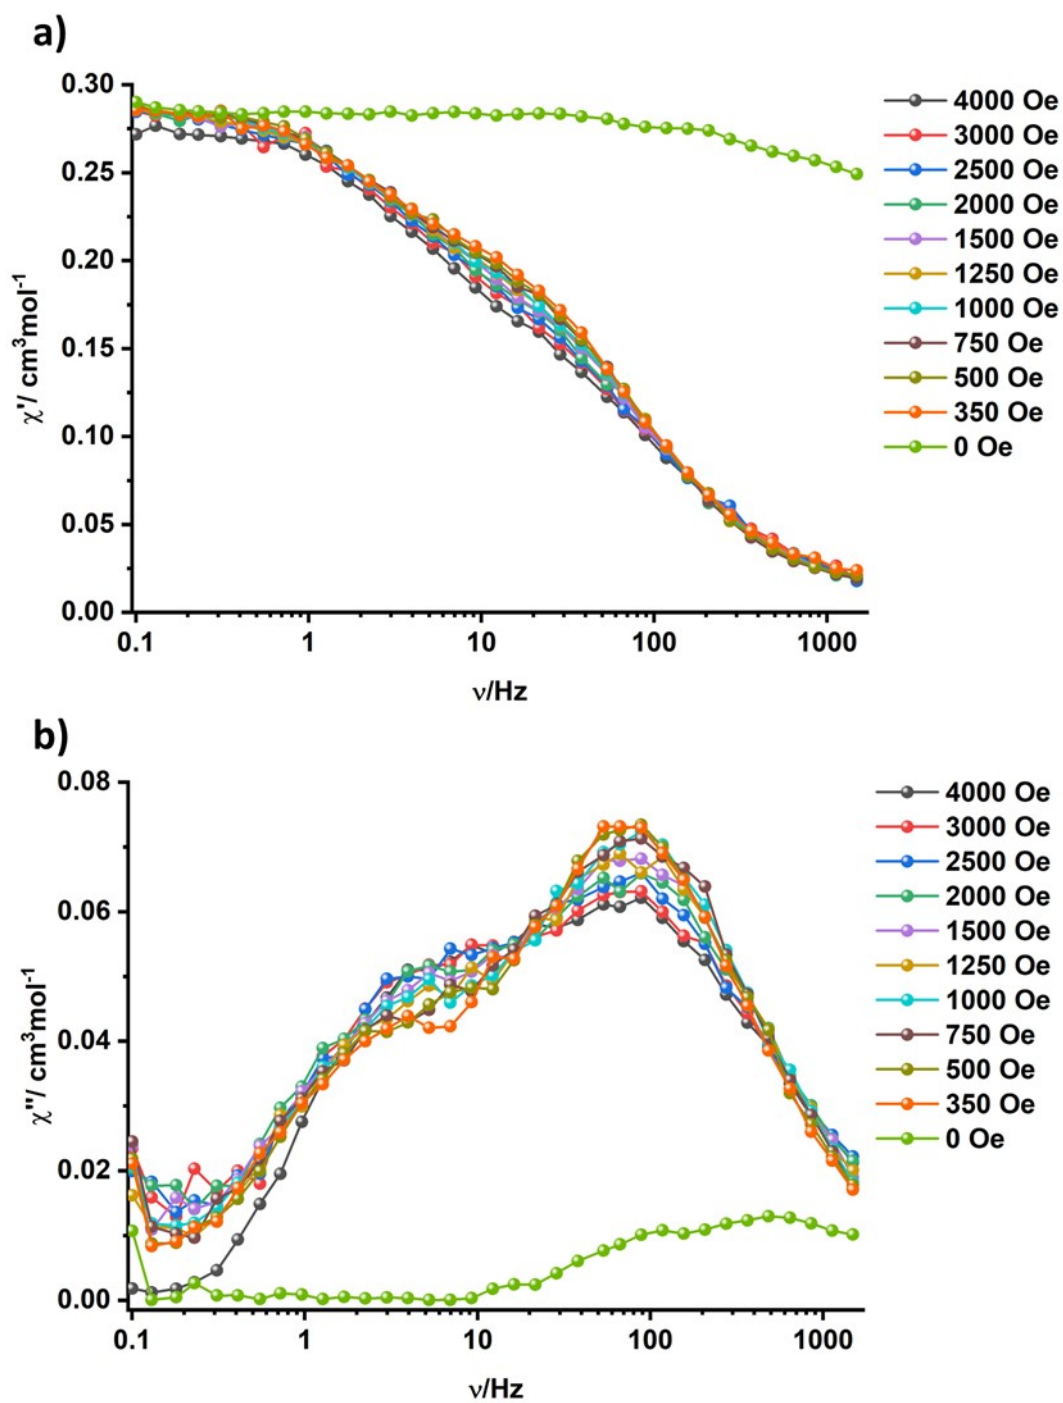 a)
0.30
0.25
0.20
0.15
0.10
0.05
0.00
χ'/ cm³mol⁻¹
0.1 1 10 100 1000
ν/Hz
4000 Oe
3000 Oe
2500 Oe
2000 Oe
1500 Oe
1250 Oe
1000 Oe
750 Oe
500 Oe
350 Oe
0 Oe
b)
0.08
0.06
0.04
0.02
0.00
χ''/ cm³mol⁻¹
0.1 1 10 100 1000
ν/Hz
4000 Oe
3000 Oe
2500 Oe
2000 Oe
1500 Oe
1250 Oe
1000 Oe
750 Oe
500 Oe
350 Oe
0 Oe